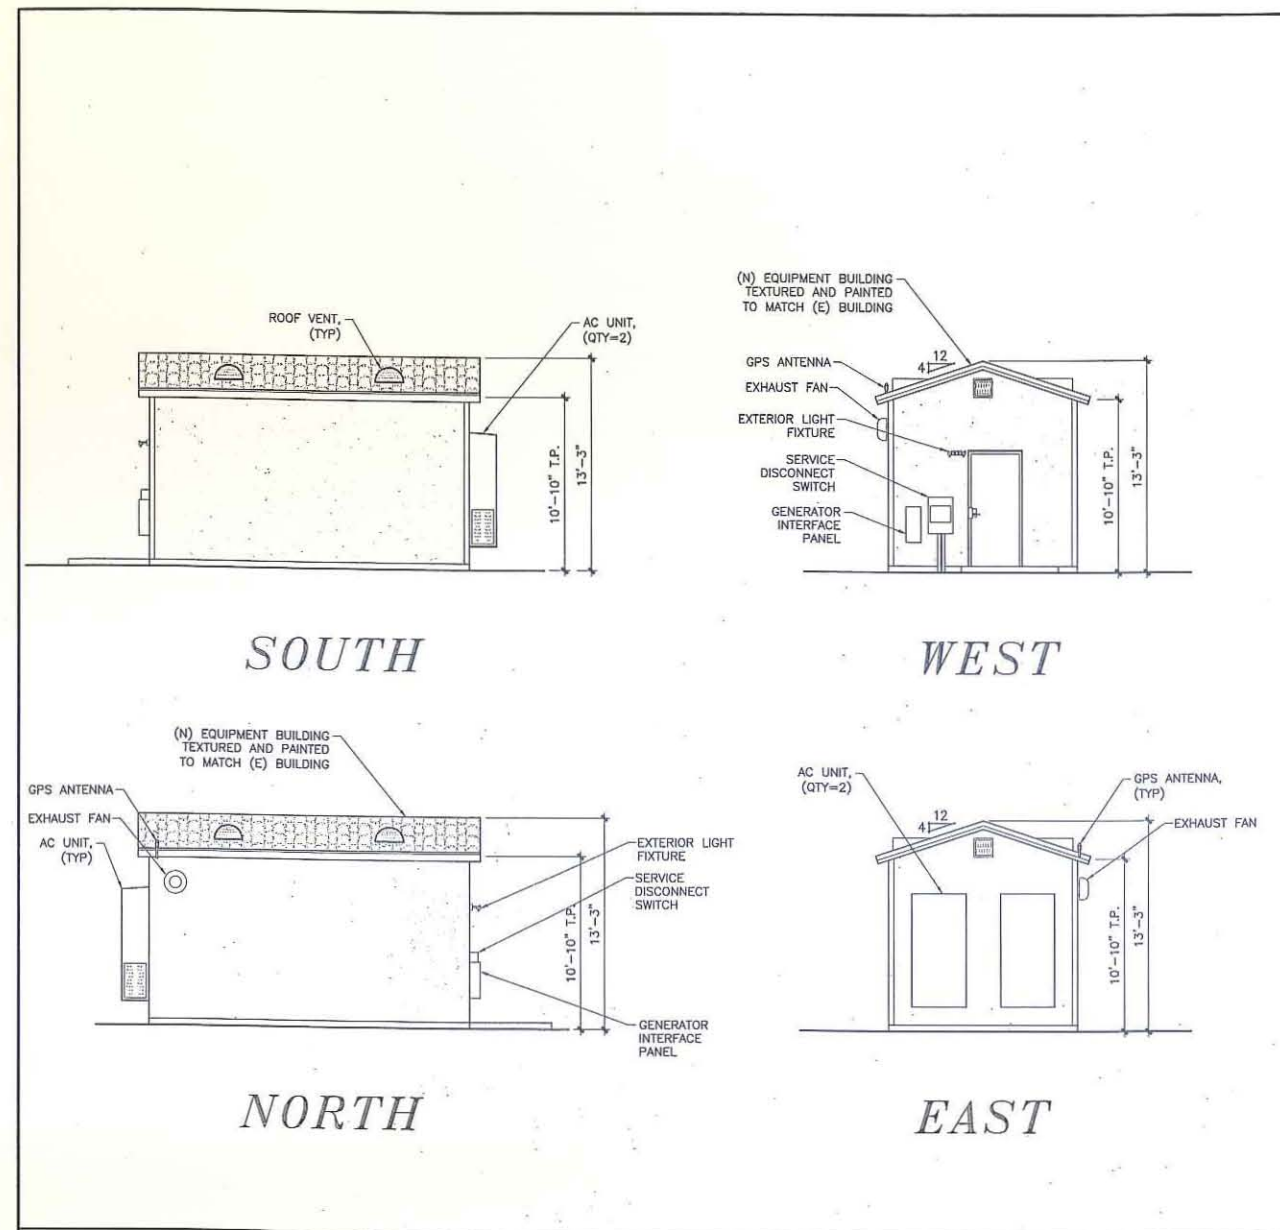 ROOF VENT,
(TYP)
AC UNIT,
(QTY=2)
10'-10" T.P.
13'-3"
SOUTH
(N) EQUIPMENT BUILDING
TEXTURED AND PAINTED
TO MATCH (E) BUILDING
GPS ANTENNA
12
4
EXHAUST FAN
EXTERIOR LIGHT
FIXTURE
SERVICE
DISCONNECT
SWITCH
GENERATOR
INTERFACE
PANEL
10'-10" T.P.
13'-3"
WEST
(N) EQUIPMENT BUILDING
TEXTURED AND PAINTED
TO MATCH (E) BUILDING
GPS ANTENNA
EXHAUST FAN
AC UNIT,
(TYP)
EXTERIOR LIGHT
FIXTURE
SERVICE
DISCONNECT
SWITCH
10'-10" T.P.
13'-3"
GENERATOR
INTERFACE
PANEL
NORTH
AC UNIT,
(QTY=2)
12
4
GPS ANTENNA,
(TYP)
EXHAUST FAN
10'-10" T.P.
13'-3"
EAST